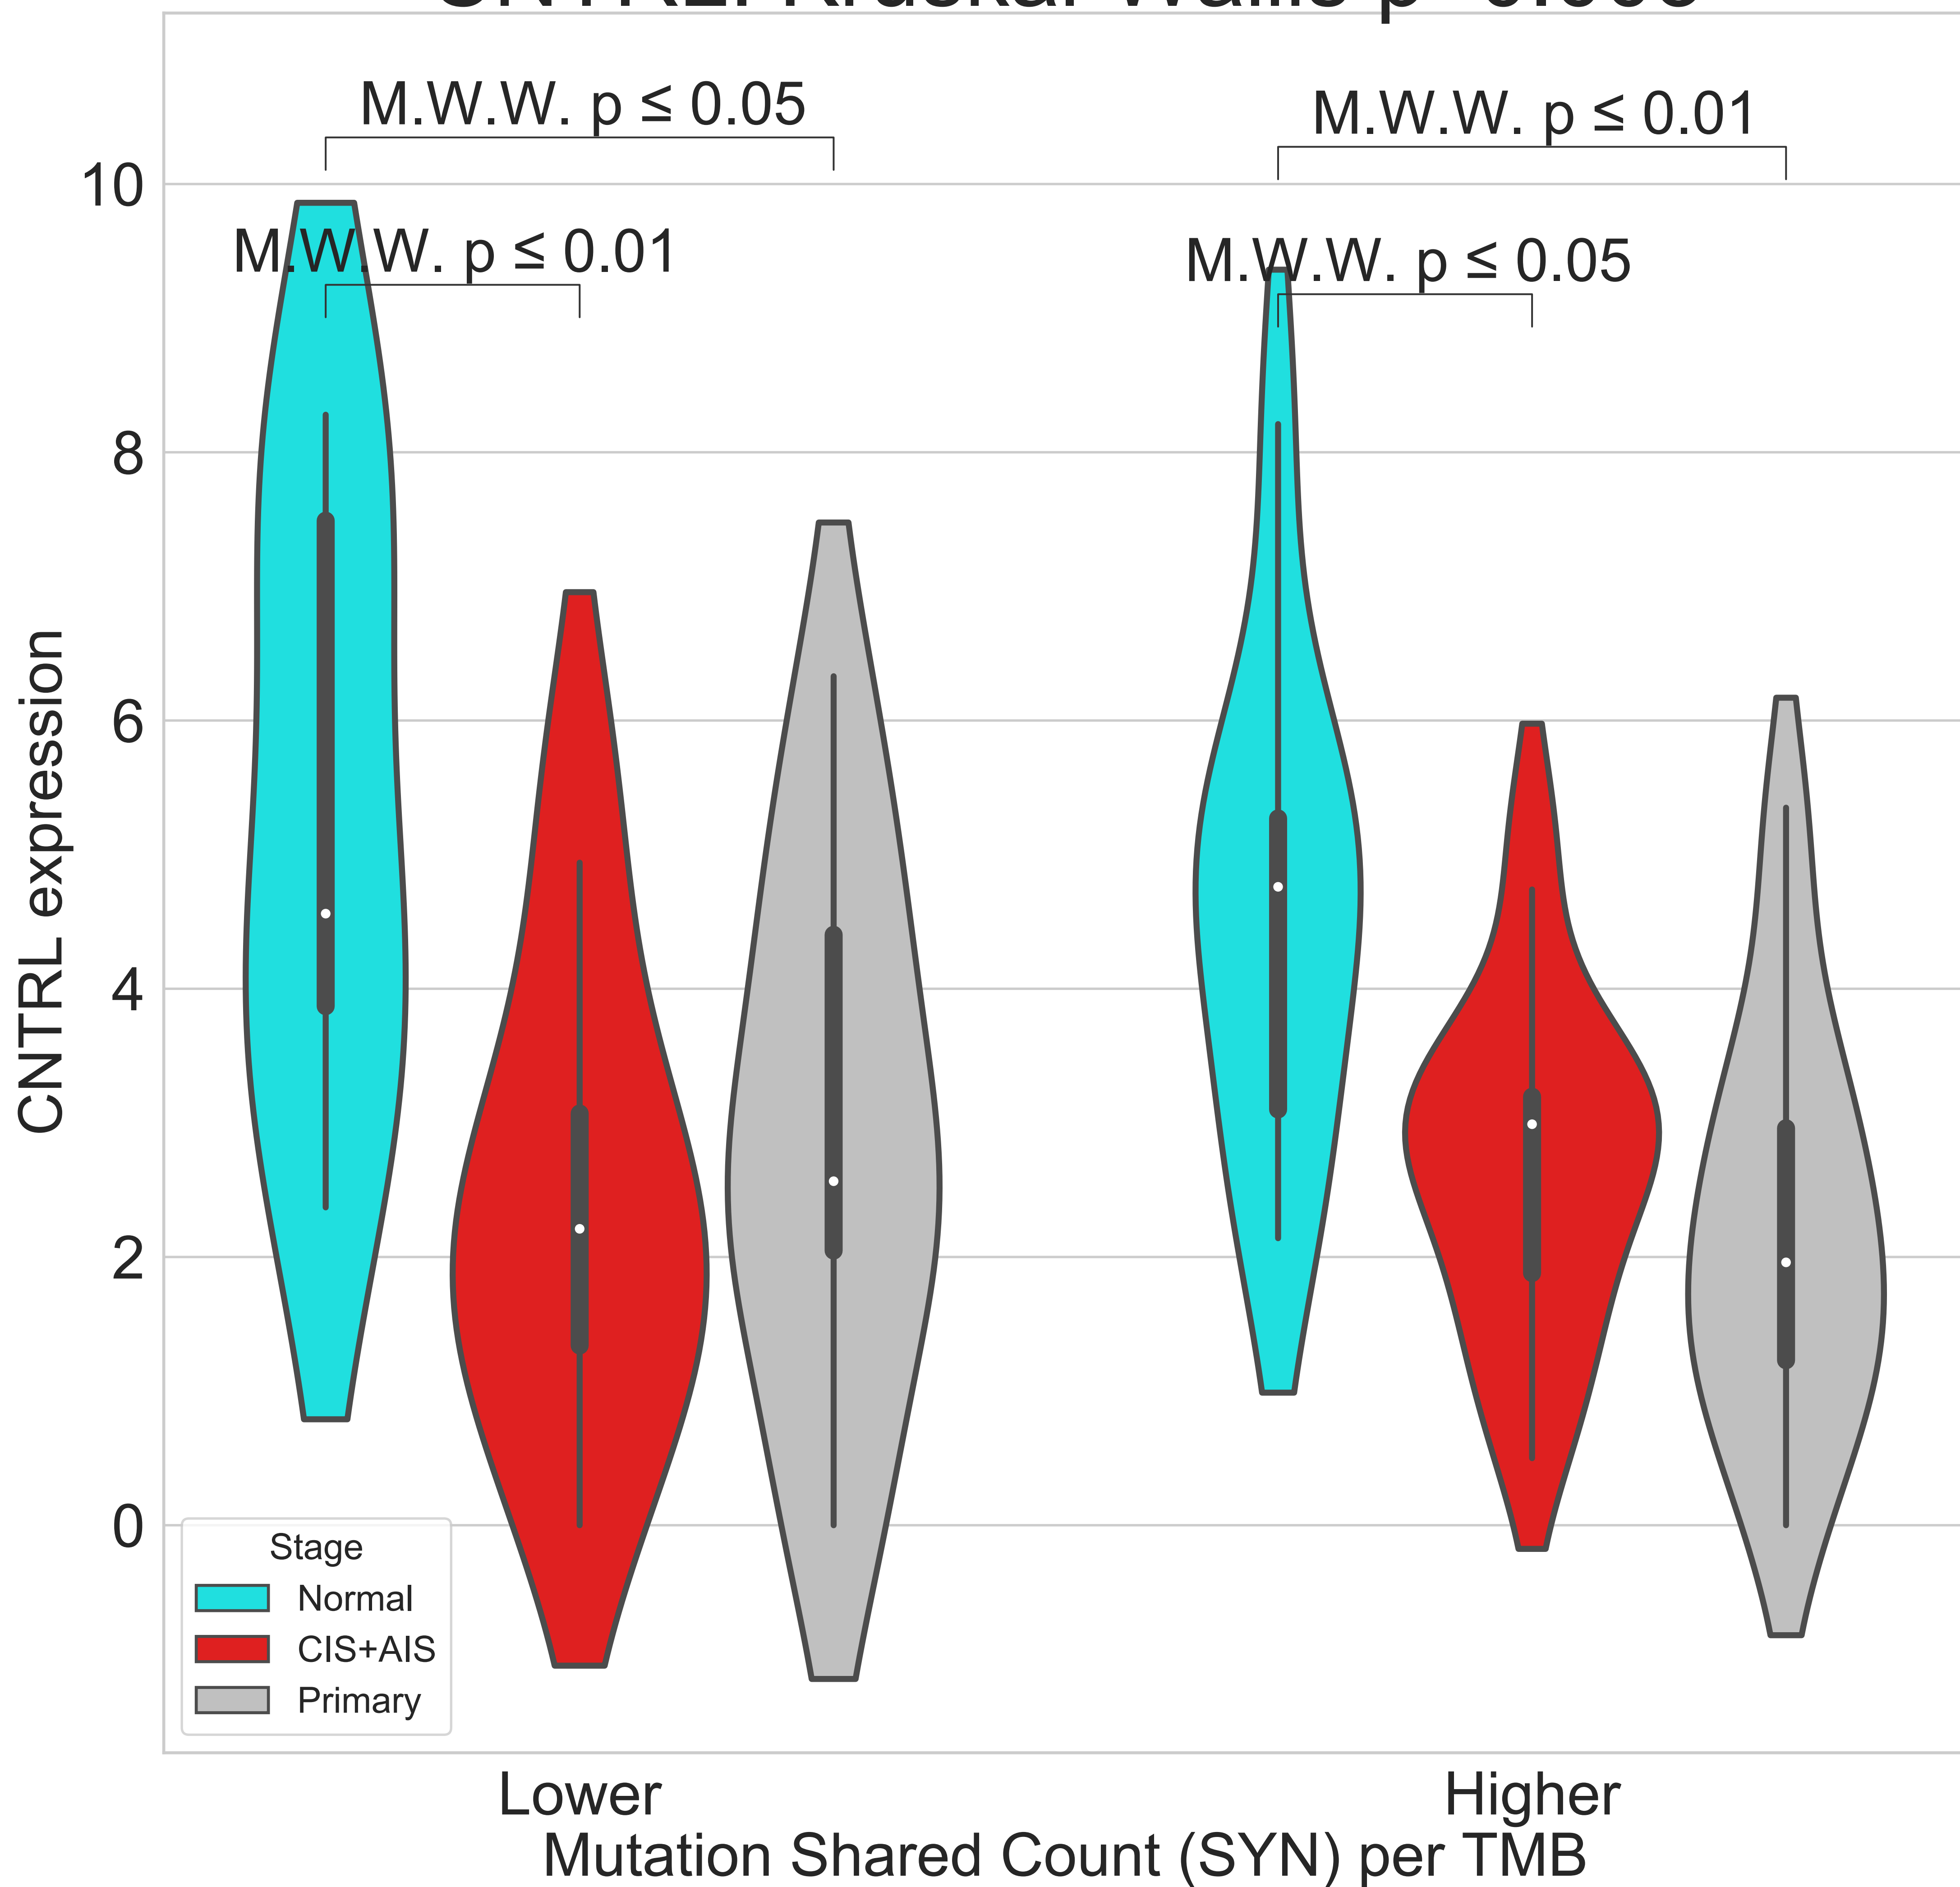 M.W.W. p ≤ 0.05
M.W.W. p ≤ 0.01
M.W.W. p ≤ 0.01
M.W.W. p ≤ 0.05
10
8
6
4
2
0
CNTRL expression
Stage
Normal
CIS+AIS
Primary
Lower
Higher
Mutation Shared Count (SYN) per TMB